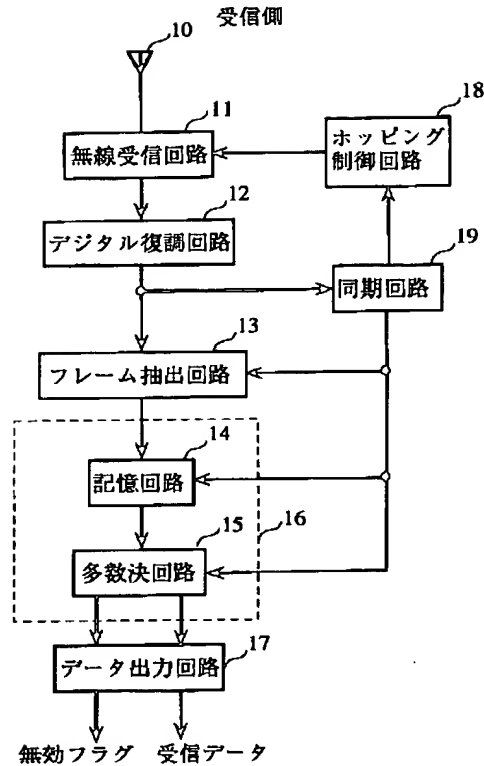 受信側
10
11
無線受信回路
18
ホッピング
制御回路
12
デジタル復調回路
19
同期回路
13
フレーム抽出回路
14
記憶回路
15
多数決回路
16
データ出力回路
17
無効フラグ
受信データ